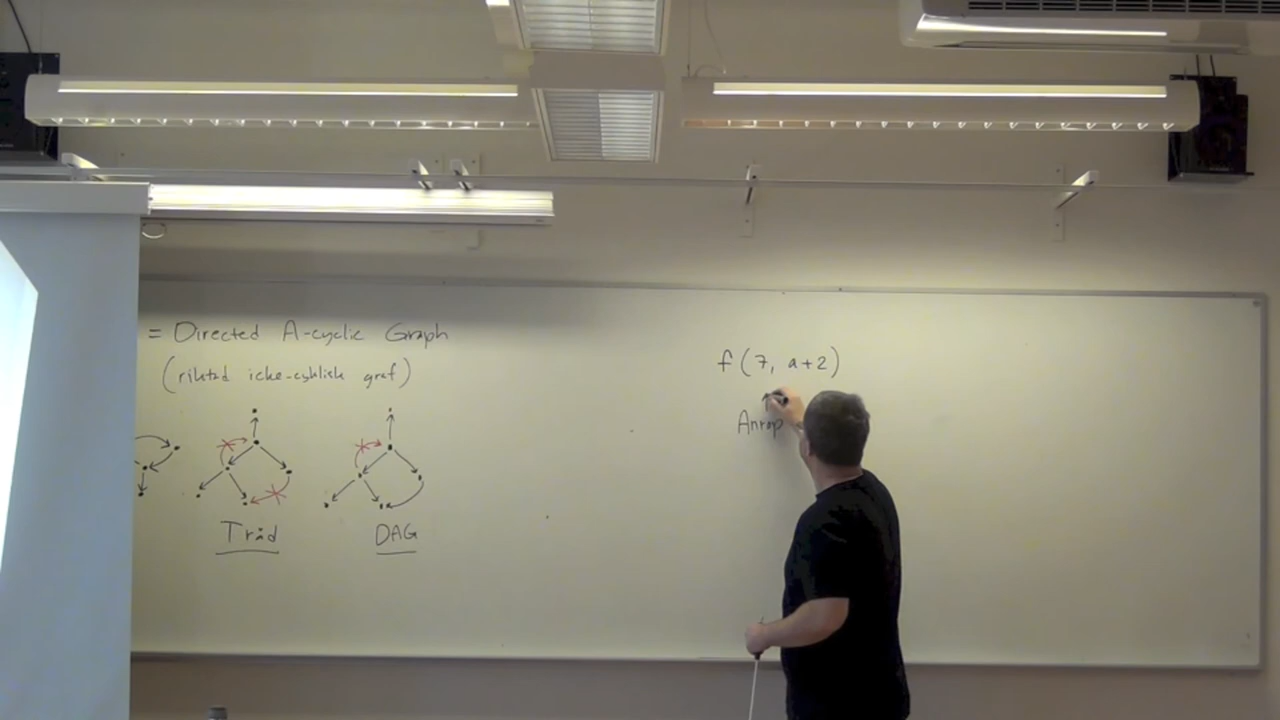 = Directed A-cyclic Graph
(riktad icke-cyklisk graf)
Träd
DAG
f(7, a+2)
Anrop